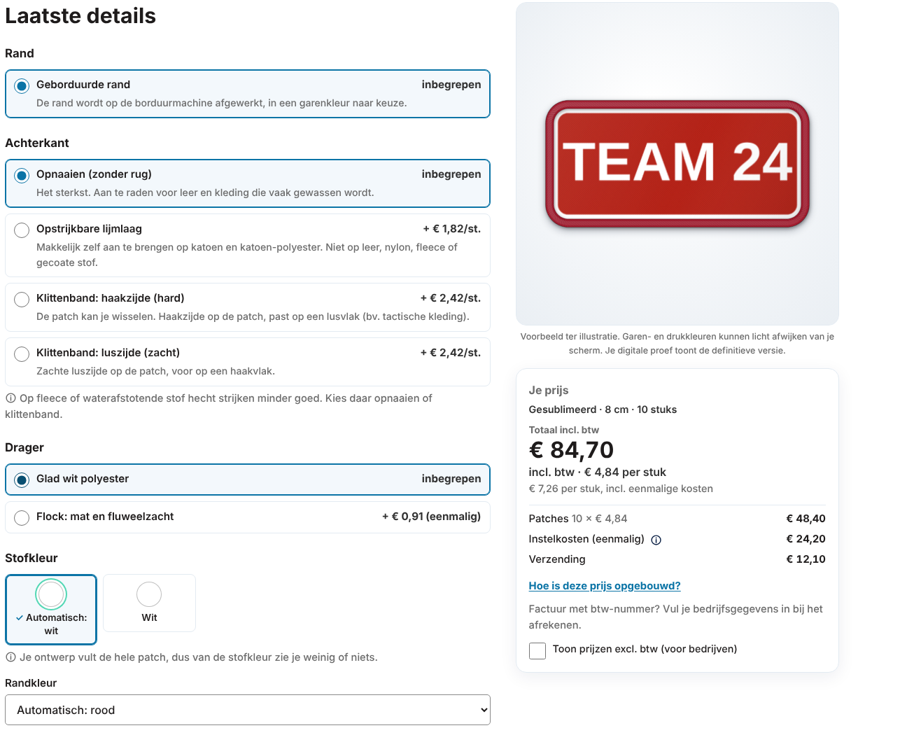 Laatste details
Rand
Geborduurde rand inbegrepen
De rand wordt op de borduurmachine afgewerkt, in een garenkleur naar keuze.
Achterkant
Opnaaien (zonder rug) inbegrepen
Het sterkst. Aan te raden voor leer en kleding die vaak gewassen wordt.
Opstrijkbare lijmlaag + € 1,82/st.
Makkelijk zelf aan te brengen op katoen en katoen-polyester. Niet op leer, nylon, fleece of
gecoate stof.
Klittenband: haakzijde (hard) + € 2,42/st.
De patch kan je wisselen. Haakzijde op de patch, past op een lusvlak (bv. tactische kleding).
Klittenband: luszijde (zacht) + € 2,42/st.
Zachte luszijde op de patch, voor op een haakvlak.
Op fleece of waterafstotende stof hecht strijken minder goed. Kies daar opnaaien of
klittenband.
Drager
Glad wit polyester inbegrepen
Flock: mat en fluweelzacht + € 0,91 (eenmalig)
Stofkleur
✓ Automatisch:
wit
Wit
Je ontwerp vult de hele patch, dus van de stofkleur zie je weinig of niets.
Randkleur
Automatisch: rood
TEAM 24
Voorbeeld ter illustratie. Garen- en drukkleuren kunnen licht afwijken van je
scherm. Je digitale proef toont de definitieve versie.
Je prijs
Gesublimeerd · 8 cm · 10 stuks
Totaal incl. btw
€ 84,70
incl. btw · € 4,84 per stuk
€ 7,26 per stuk, incl. eenmalige kosten
Patches 10 × € 4,84 € 48,40
Instelkosten (eenmalig) € 24,20
Verzending € 12,10
Hoe is deze prijs opgebouwd?
Factuur met btw-nummer? Vul je bedrijfsgegevens in bij het
afrekenen.
Toon prijzen excl. btw (voor bedrijven)